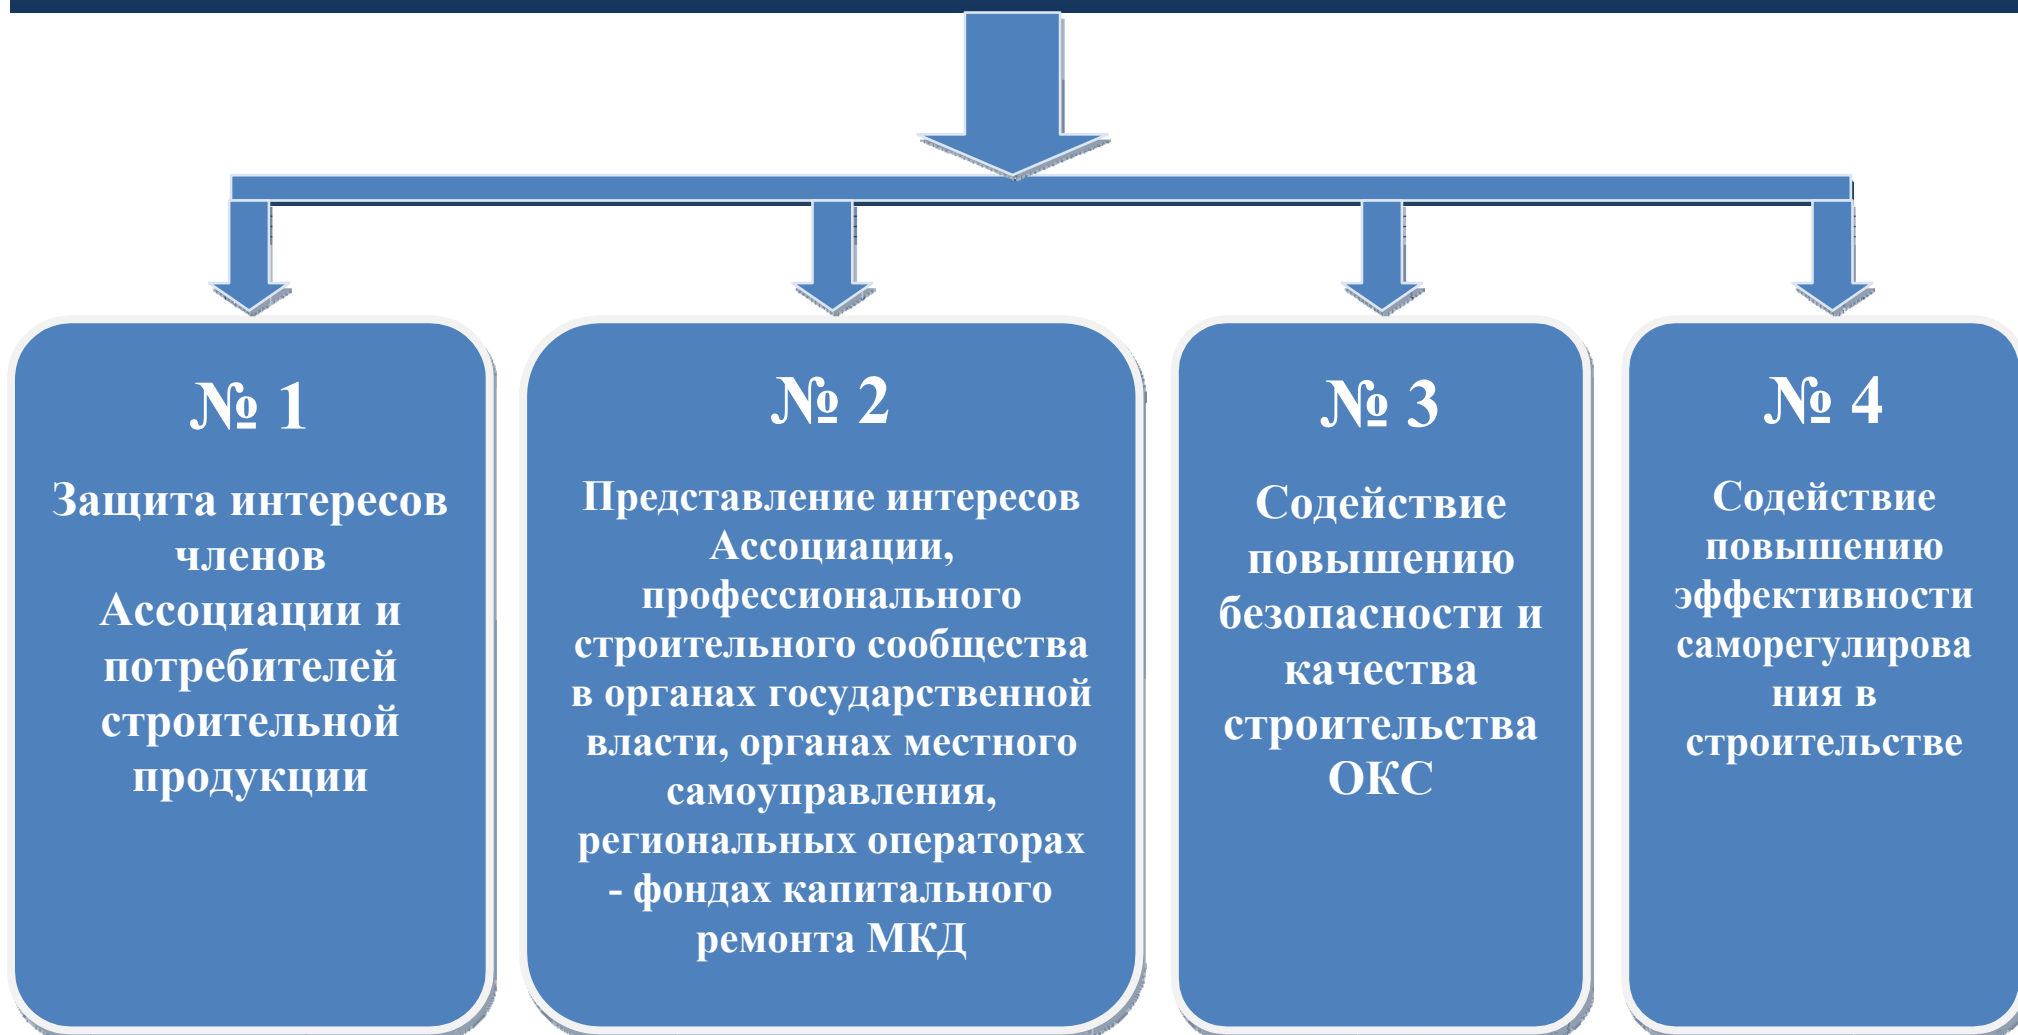 № 1
Защита интересов
членов
Ассоциации и
потребителей
строительной
продукции
№ 2
Представление интересов
Ассоциации,
профессионального
строительного сообщества
в органах государственной
власти, органах местного
самоуправления,
региональных операторах
- фондах капитального
ремонта МКД
№ 3
Содействие
повышению
безопасности и
качества
строительства
ОКС
№ 4
Содействие
повышению
эффективности
саморегулирова
ния в
строительстве